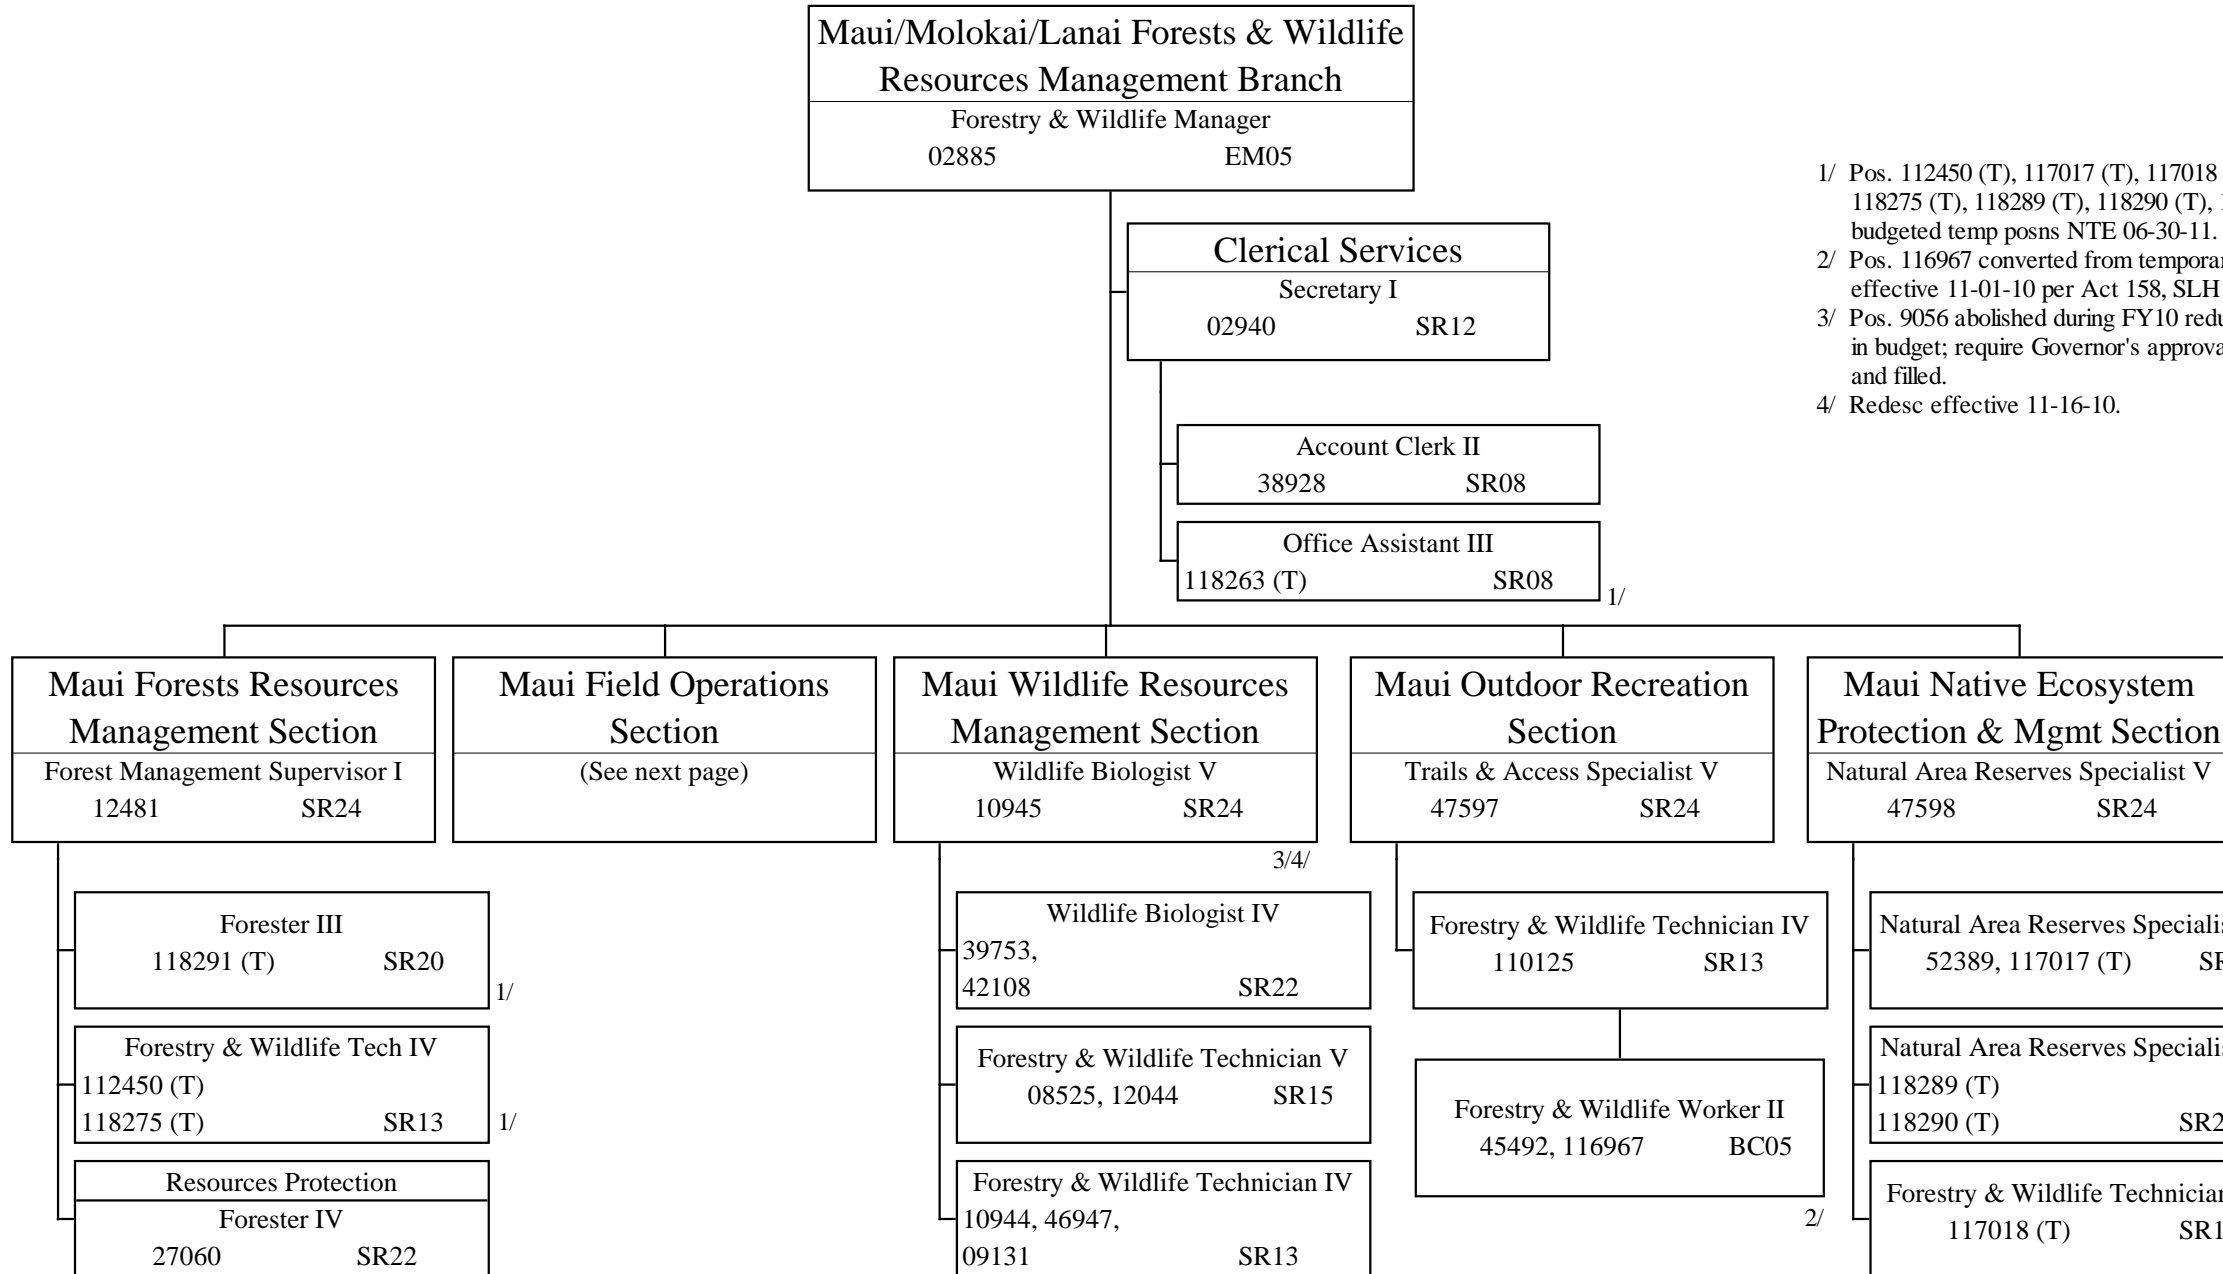 Maui/Molokai/Lanai Forests & Wildlife
Resources Management Branch
Forestry & Wildlife Manager
02885 EM05
1/ Pos. 112450 (T), 117017 (T), 117018
118275 (T), 118289 (T), 118290 (T),
budgeted temp posns NTE 06-30-11.
2/ Pos. 116967 converted from
effective 11-01-10 per Act 158, SLH
3/ Pos. 9056 abolished during FY10
in budget; require Governor's
and filled.
4/ Redesc effective 11-16-10.
Clerical Services
Secretary I
02940 SR12
Account Clerk II
38928 SR08
Office Assistant III
118263 (T) SR08
1/
Maui Forests Resources
Management Section
Forest Management Supervisor I
12481 SR24
Forester III
118291 (T) SR20
1/
Forestry & Wildlife Tech IV
112450 (T)
118275 (T) SR13
1/
Resources Protection
Forester IV
27060 SR22
Maui Field Operations
Section
(See next page)
Maui Wildlife Resources
Management Section
Wildlife Biologist V
10945 SR24
3/4/
Wildlife Biologist IV
39753,
42108 SR22
Forestry & Wildlife Technician V
08525, 12044 SR15
Forestry & Wildlife Technician IV
10944, 46947,
09131 SR13
Maui Outdoor Recreation
Section
Trails & Access Specialist V
47597 SR24
Forestry & Wildlife Technician IV
110125 SR13
Forestry & Wildlife Worker II
45492, 116967 BC05
2/
Maui Native Ecosystem
Protection & Mgmt Section
Natural Area Reserves Specialist V
47598 SR24
Natural Area Reserves
52389, 117017 (T)
Natural Area Reserves
118289 (T)
118290 (T)
Forestry & Wildlife
117018 (T)